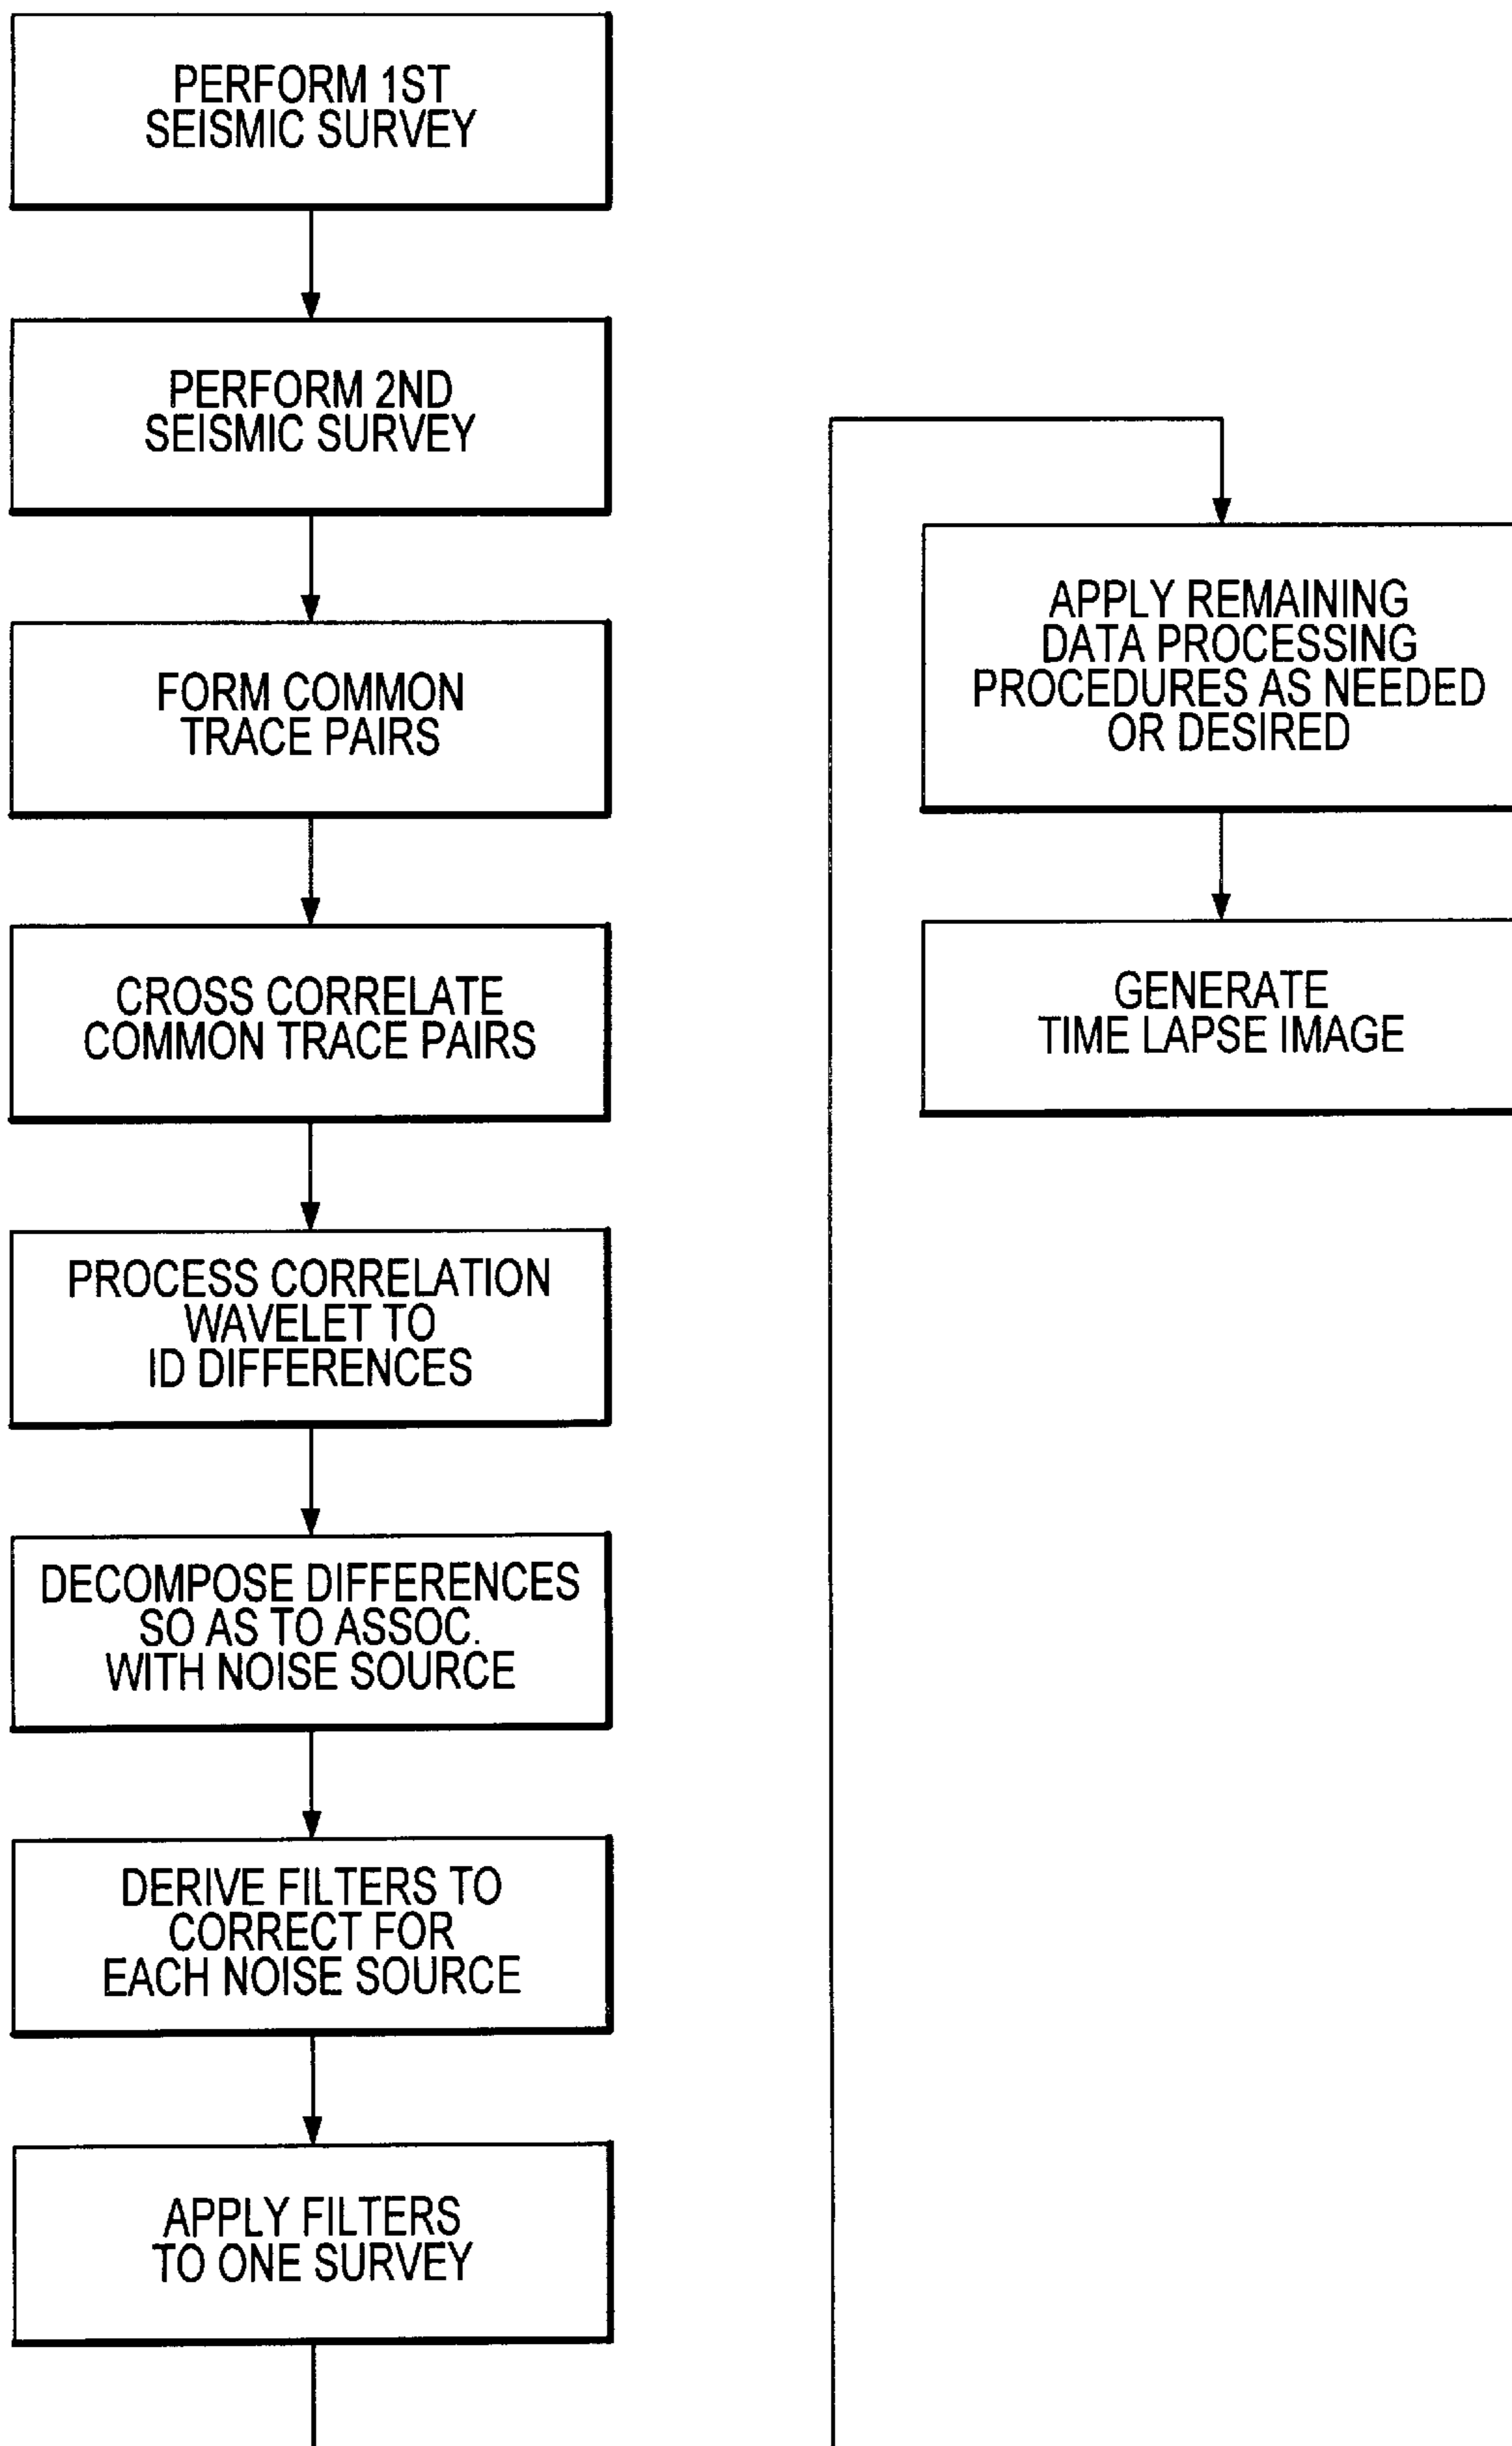 PERFORM 1ST
SEISMIC SURVEY
PERFORM 2ND
SEISMIC SURVEY
FORM COMMON
TRACE PAIRS
CROSS CORRELATE
COMMON TRACE PAIRS
PROCESS CORRELATION
WAVELET TO
ID DIFFERENCES
DECOMPOSE DIFFERENCES
SO AS TO ASSOC.
WITH NOISE SOURCE
DERIVE FILTERS TO
CORRECT FOR
EACH NOISE SOURCE
APPLY FILTERS
TO ONE SURVEY
APPLY REMAINING
DATA PROCESSING
PROCEDURES AS NEEDED
OR DESIRED
GENERATE
TIME LAPSE IMAGE